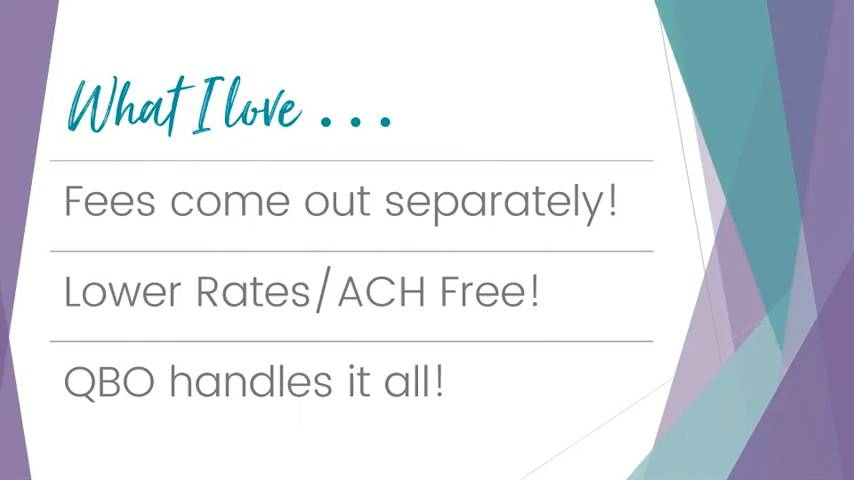 What I love . . .
Fees come out separately!
Lower Rates/ACH Free!
QBO handles it all!